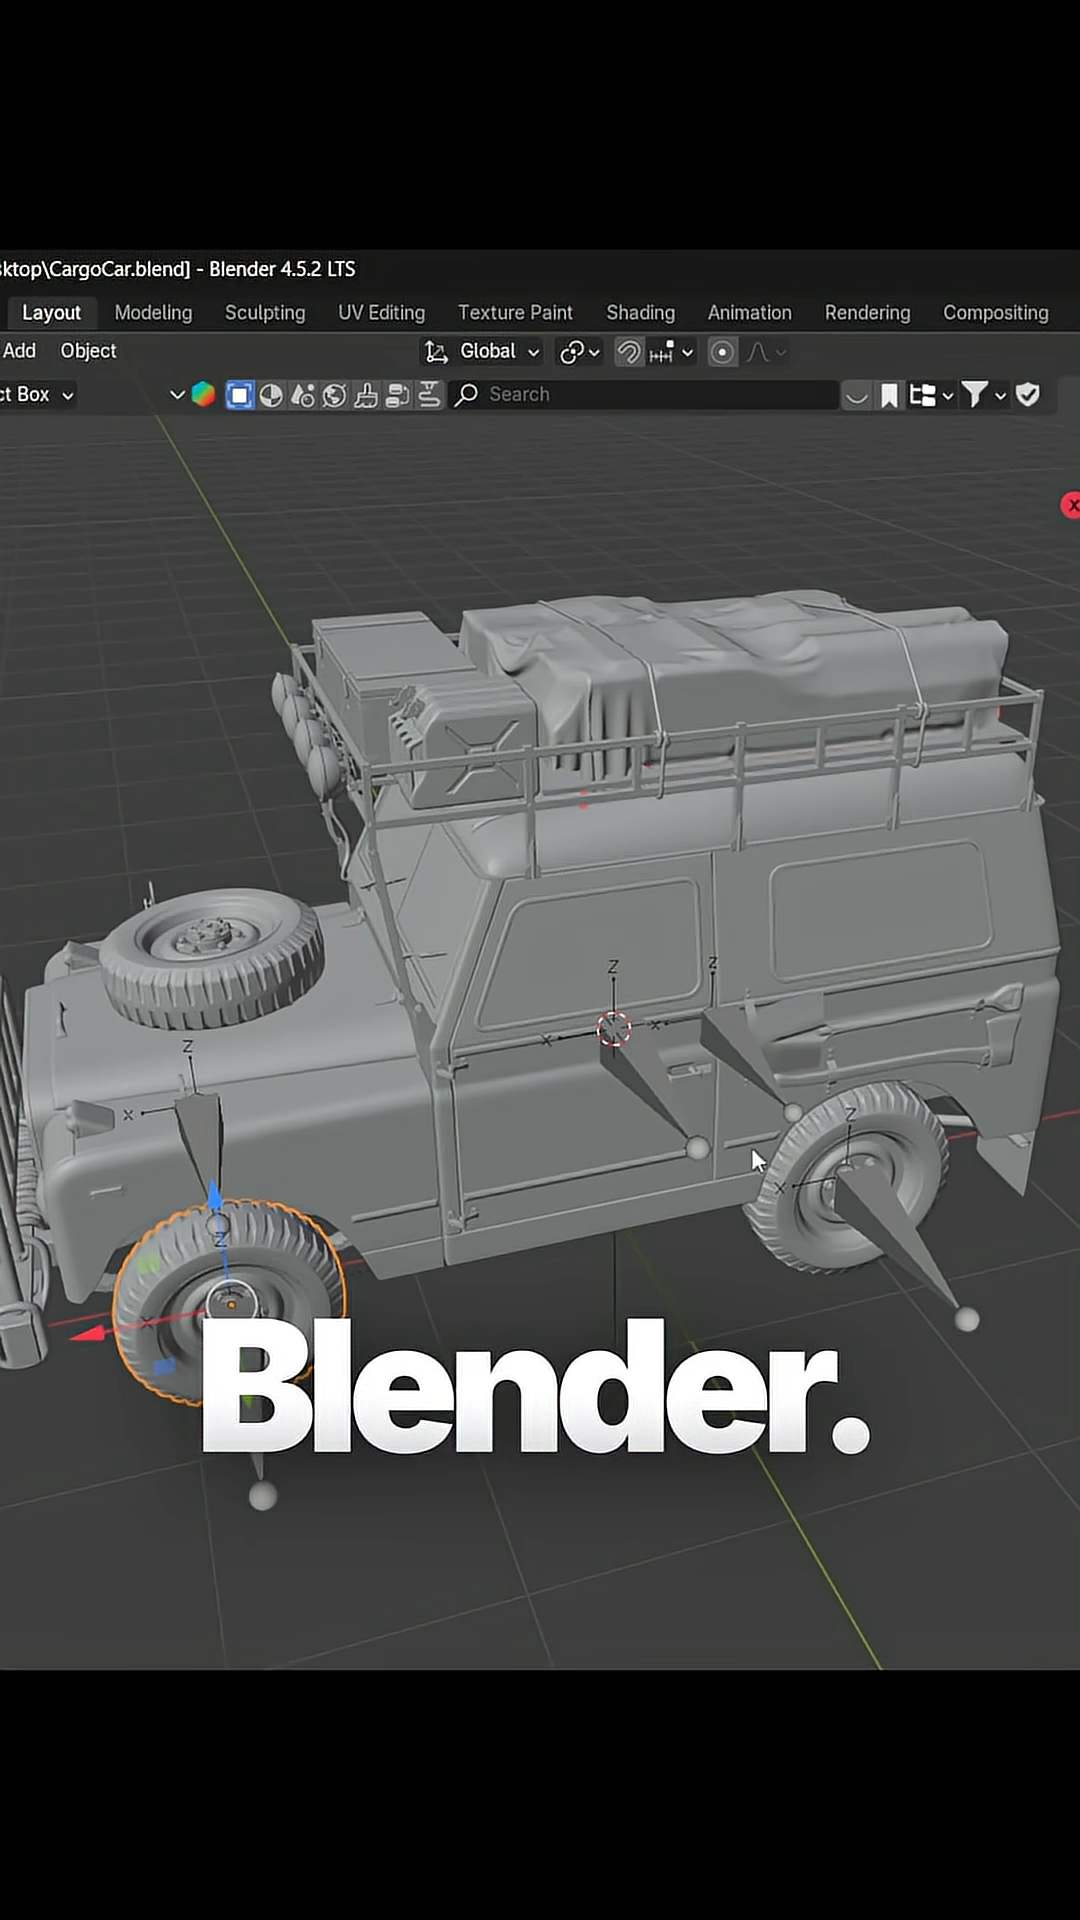 sktop\CargoCar.blend] - Blender 4.5.2 LTS
Layout Modeling Sculpting UV Editing Texture Paint Shading Animation Rendering Compositing
Add Object Global
ct Box Search
X
Z Z
X X
Z
X
Z
X
Z
X
Blender.